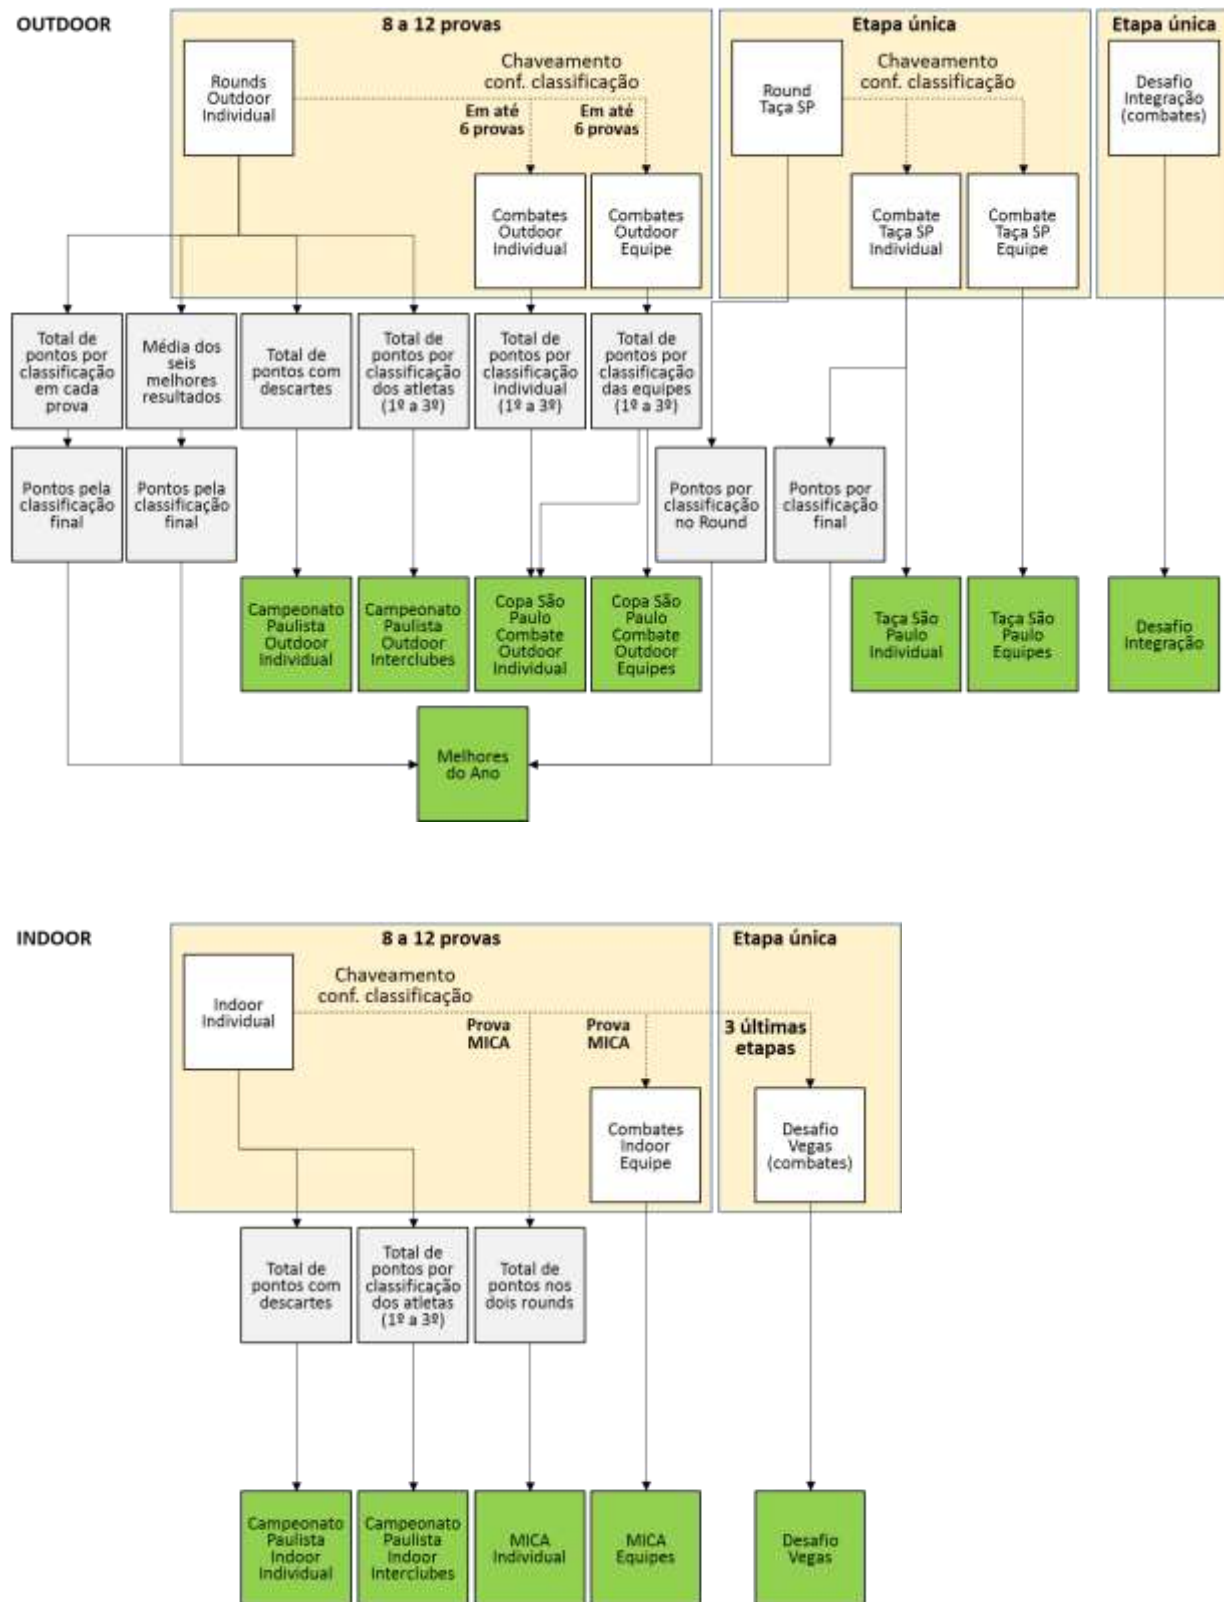 OUTDOOR
8 a 12 provas
Etapa única
Etapa única
Rounds
Outdoor
Individual
Chaveamento
conf. classificação
Em até
6 provas
Em até
6 provas
Round
Taça SP
Chaveamento
conf. classificação
Desafio
Integração
(combates)
Combates
Outdoor
Individual
Combates
Outdoor
Equipe
Combate
Taça SP
Individual
Combate
Taça SP
Equipe
Total de
pontos por
classificação
em cada
prova
Média dos
seis
melhores
resultados
Total de
pontos com
descartes
Total de
pontos por
classificação
dos atletas
(1º a 3º)
Total de
pontos por
classificação
individual
(1º a 3º)
Total de
pontos por
classificação
das equipes
(1º a 3º)
Pontos pela
classificação
final
Pontos pela
classificação
final
Pontos por
classificação
no Round
Pontos por
classificação
final
Campeonato
Paulista
Outdoor
Individual
Campeonato
Paulista
Outdoor
Interclubes
Copa São
Paulo
Combate
Outdoor
Individual
Copa São
Paulo
Combate
Outdoor
Equipes
Taça São
Paulo
Individual
Taça São
Paulo
Equipes
Desafio
Integração
Melhores
do Ano
INDOOR
8 a 12 provas
Etapa única
Indoor
Individual
Chaveamento
conf. classificação
Prova
MICA
Prova
MICA
3 últimas
etapas
Combates
Indoor
Equipe
Desafio
Vegas
(combates)
Total de
pontos com
descartes
Total de
pontos por
classificação
dos atletas
(1º a 3º)
Total de
pontos nos
dois rounds
Campeonato
Paulista
Indoor
Individual
Campeonato
Paulista
Indoor
Interclubes
MICA
Individual
MICA
Equipes
Desafio
Vegas